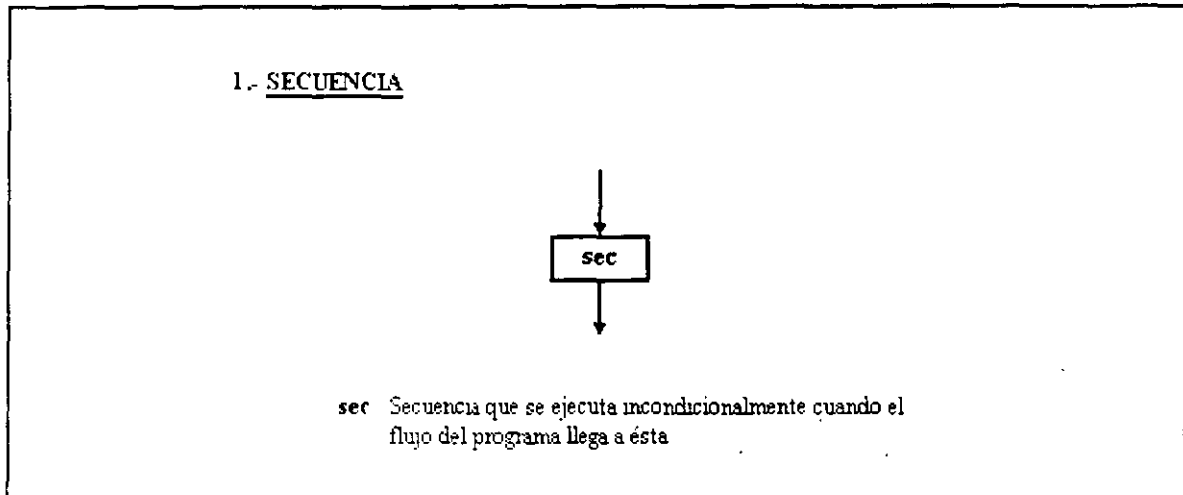 1.- SECUENCIA
sec
sec Secuencia que se ejecuta incondicionalmente cuando el
flujo del programa llega a ésta